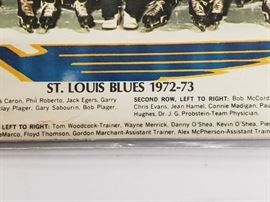 ST. LOUIS BLUES 1972-73
s Caron, Phil Roberto, Jack Egers, Garry
clay Plager, Gary Sabourin, Bob Plager,
SECOND ROW, LEFT TO RIGHT: Bob McCord
Chris Evans, Jean Hamel, Connie Madigan, Pau
Hughes, Dr. J. G. Probstein-Team Physician.
LEFT TO RIGHT: Tom Woodcock-Trainer, Wayne Merrick, Danny O'Shea, Kevin O'Shea, Pier
eMarco, Floyd Thomson, Gordon Marchant-Assistant Trainer, Alex McPherson-Assistant Train